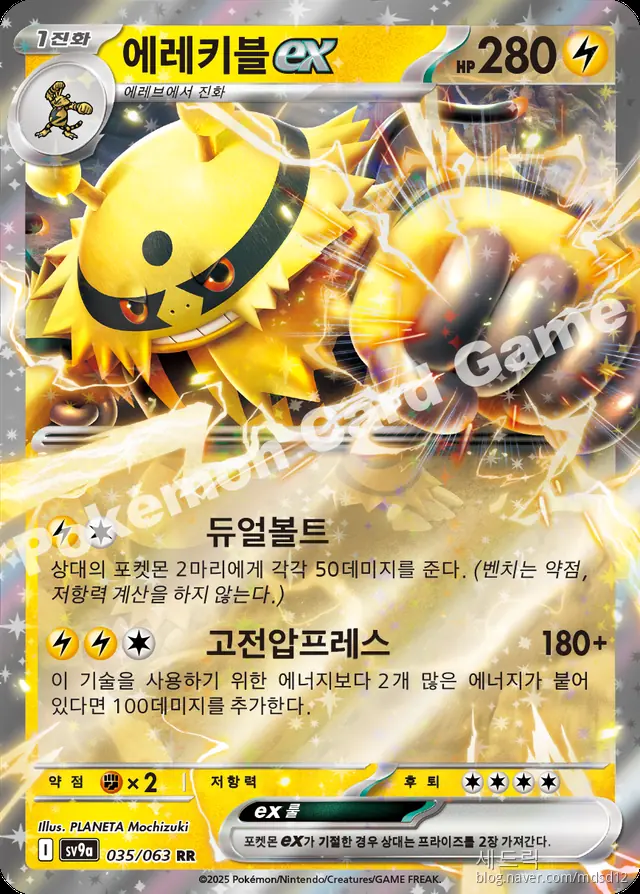 1진화
에레키블 ex
HP 280
에레브에서 진화
Pokémon Card Game
듀얼볼트
상대의 포켓몬 2마리에게 각각 50데미지를 준다. (벤치는 약점,
저항력 계산을 하지 않는다.)
고전압프레스 180+
이 기술을 사용하기 위한 에너지보다 2개 많은 에너지가 붙어
있다면 100데미지를 추가한다.
약점 ×2 저항력 후퇴
ex 룰
포켓몬 ex가 기절한 경우 상대는 프라이즈를 2장 가져간다.
Illus. PLANETA Mochizuki
I sv9a 035/063 RR
©2025 Pokémon/Nintendo/Creatures/GAME FREAK.
세드릭
blog.naver.com/mdsd12